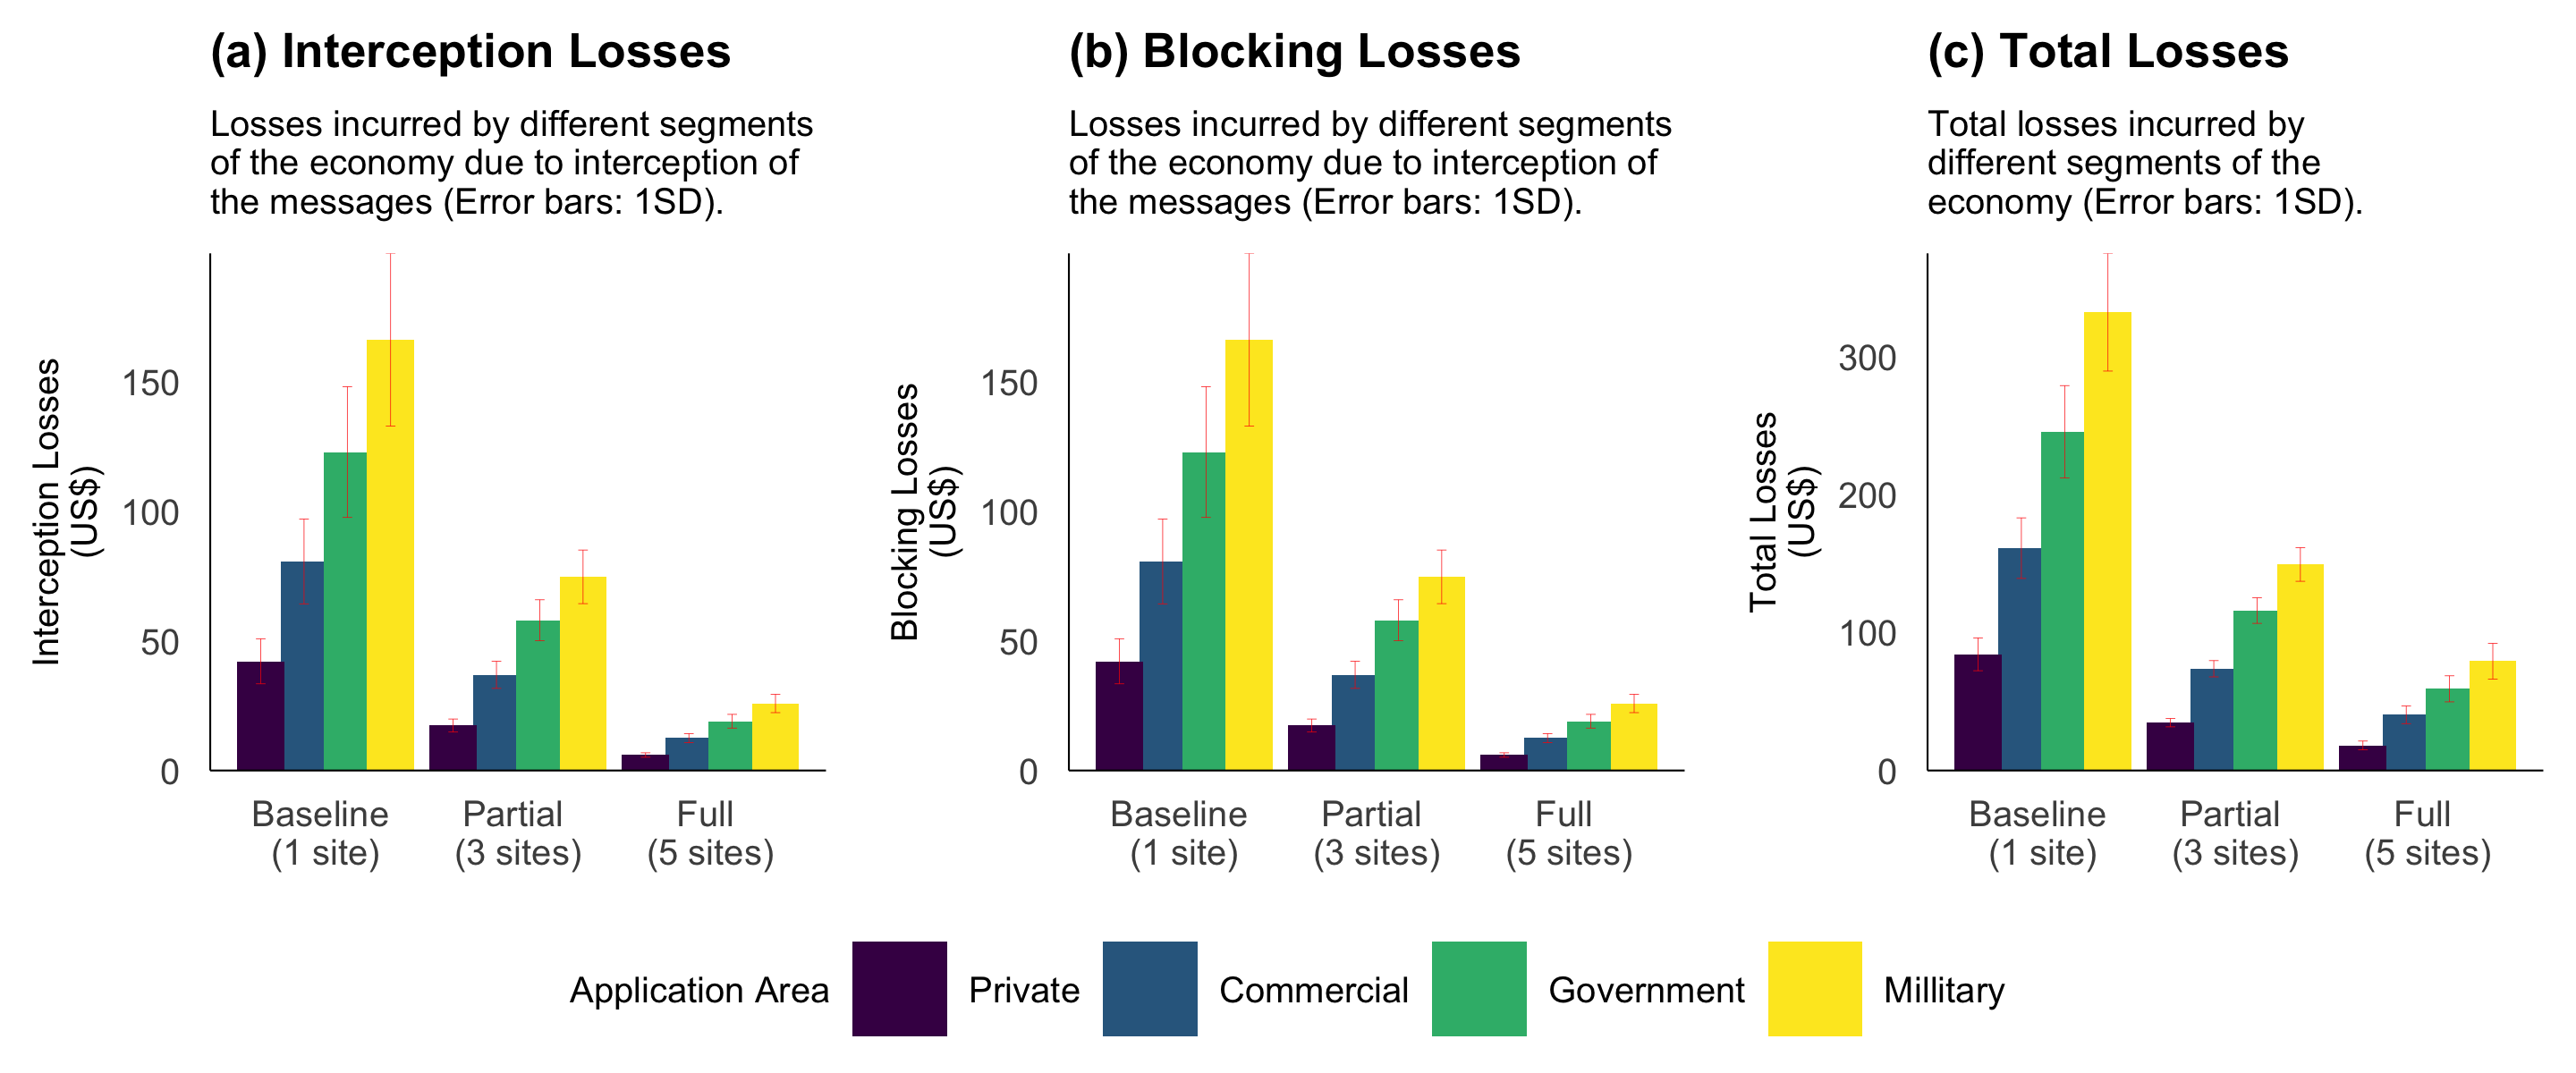 (a) Interception Losses
Losses incurred by different segments
of the economy due to interception of
the messages (Error bars: 1SD).
Interception Losses
(US$)
150
100
50
0
Baseline
(1 site)
Partial
(3 sites)
Full
(5 sites)
(b) Blocking Losses
Losses incurred by different segments
of the economy due to interception of
the messages (Error bars: 1SD).
Blocking Losses
(US$)
150
100
50
0
Baseline
(1 site)
Partial
(3 sites)
Full
(5 sites)
(c) Total Losses
Total losses incurred by
different segments of the
economy (Error bars: 1SD).
Total Losses
(US$)
300
200
100
0
Baseline
(1 site)
Partial
(3 sites)
Full
(5 sites)
Application Area
Private
Commercial
Government
Millitary